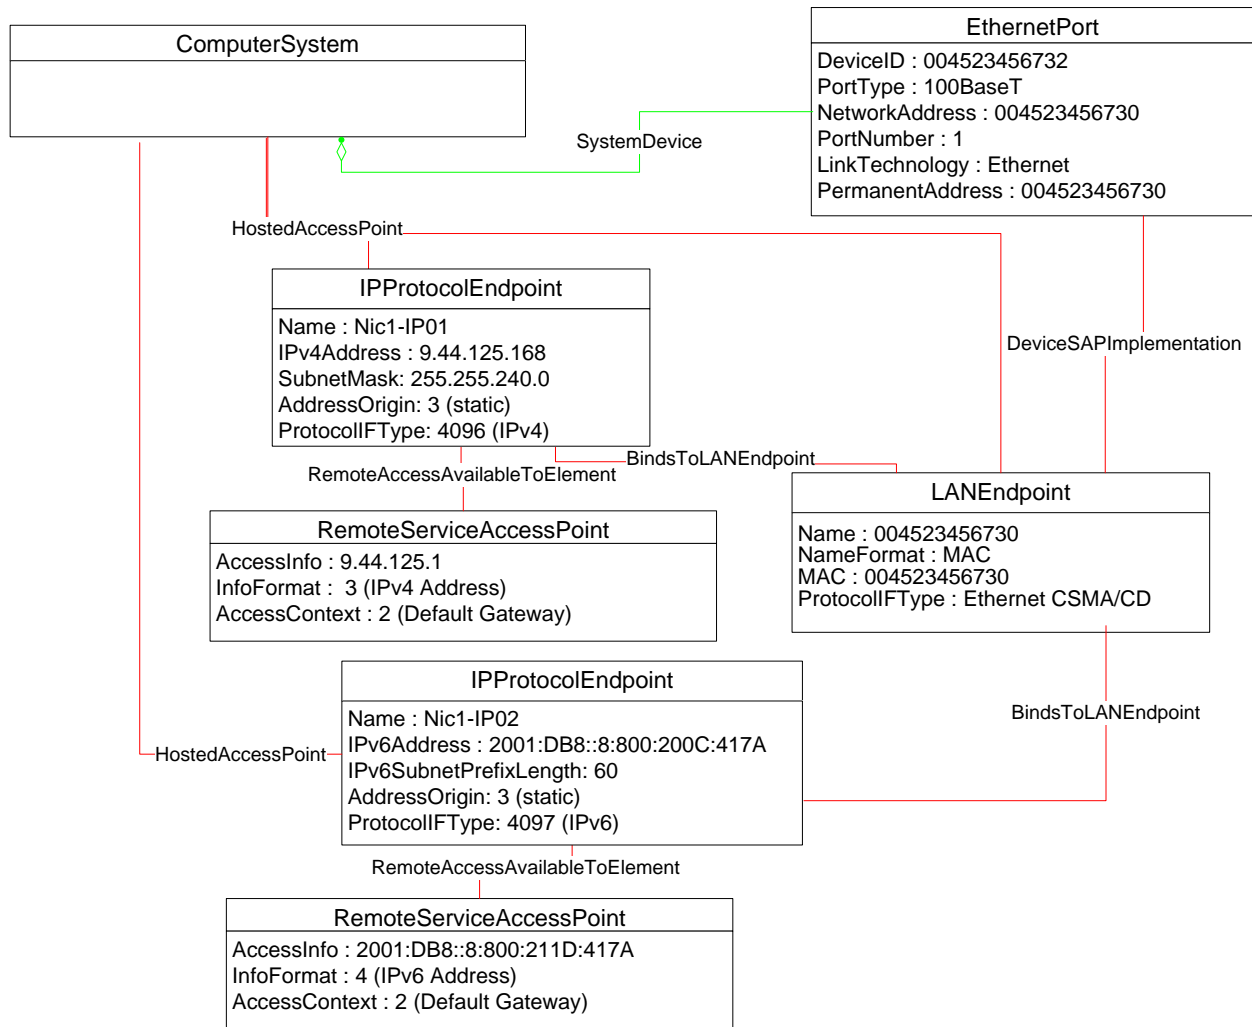 ComputerSystem
EthernetPort
DeviceID : 004523456732
PortType : 100BaseT
NetworkAddress : 004523456730
PortNumber : 1
LinkTechnology : Ethernet
PermanentAddress : 004523456730
SystemDevice
HostedAccessPoint
IPProtocolEndpoint
Name : Nic1-IP01
IPv4Address : 9.44.125.168
SubnetMask: 255.255.240.0
AddressOrigin: 3 (static)
ProtocolIFType: 4096 (IPv4)
DeviceSAPImplementation
BindsToLANEndpoint
RemoteAccessAvailableToElement
LANEndpoint
Name : 004523456730
NameFormat : MAC
MAC : 004523456730
ProtocolIFType : Ethernet CSMA/CD
RemoteServiceAccessPoint
AccessInfo : 9.44.125.1
InfoFormat :  3 (IPv4 Address)
AccessContext : 2 (Default Gateway)
IPProtocolEndpoint
Name : Nic1-IP02
IPv6Address : 2001:DB8::8:800:200C:417A
IPv6SubnetPrefixLength: 60
AddressOrigin: 3 (static)
ProtocolIFType: 4097 (IPv6)
BindsToLANEndpoint
HostedAccessPoint
RemoteAccessAvailableToElement
RemoteServiceAccessPoint
AccessInfo : 2001:DB8::8:800:211D:417A
InfoFormat : 4 (IPv6 Address)
AccessContext : 2 (Default Gateway)